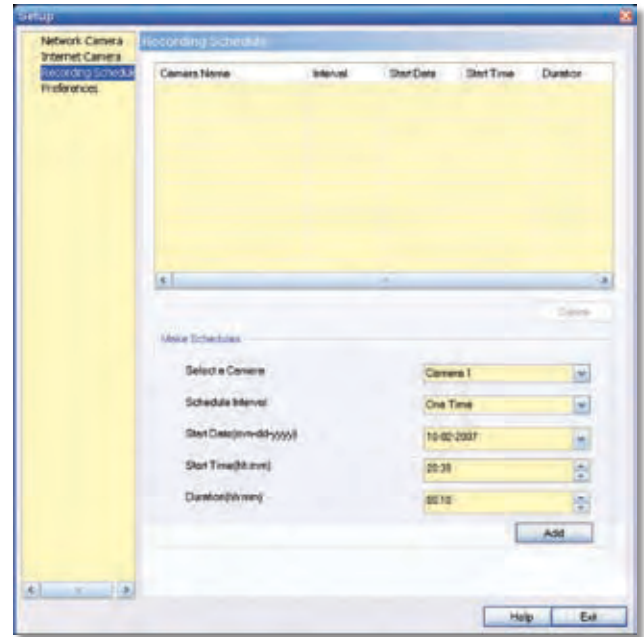 Setup
Network Camera
Internet Camera
Recording Schedule
Preferences
Recording Schedule
Camera Name Interval Start Date Start Time Duration
Delete
Make Schedules
Select a Camera Camera 1
Schedule Interval One Time
Start Date(mm-dd-yyyy) 10-02-2007
Start Time(hh:mm) 20:35
Duration(hh:mm) 00:10
Add
Help Exit